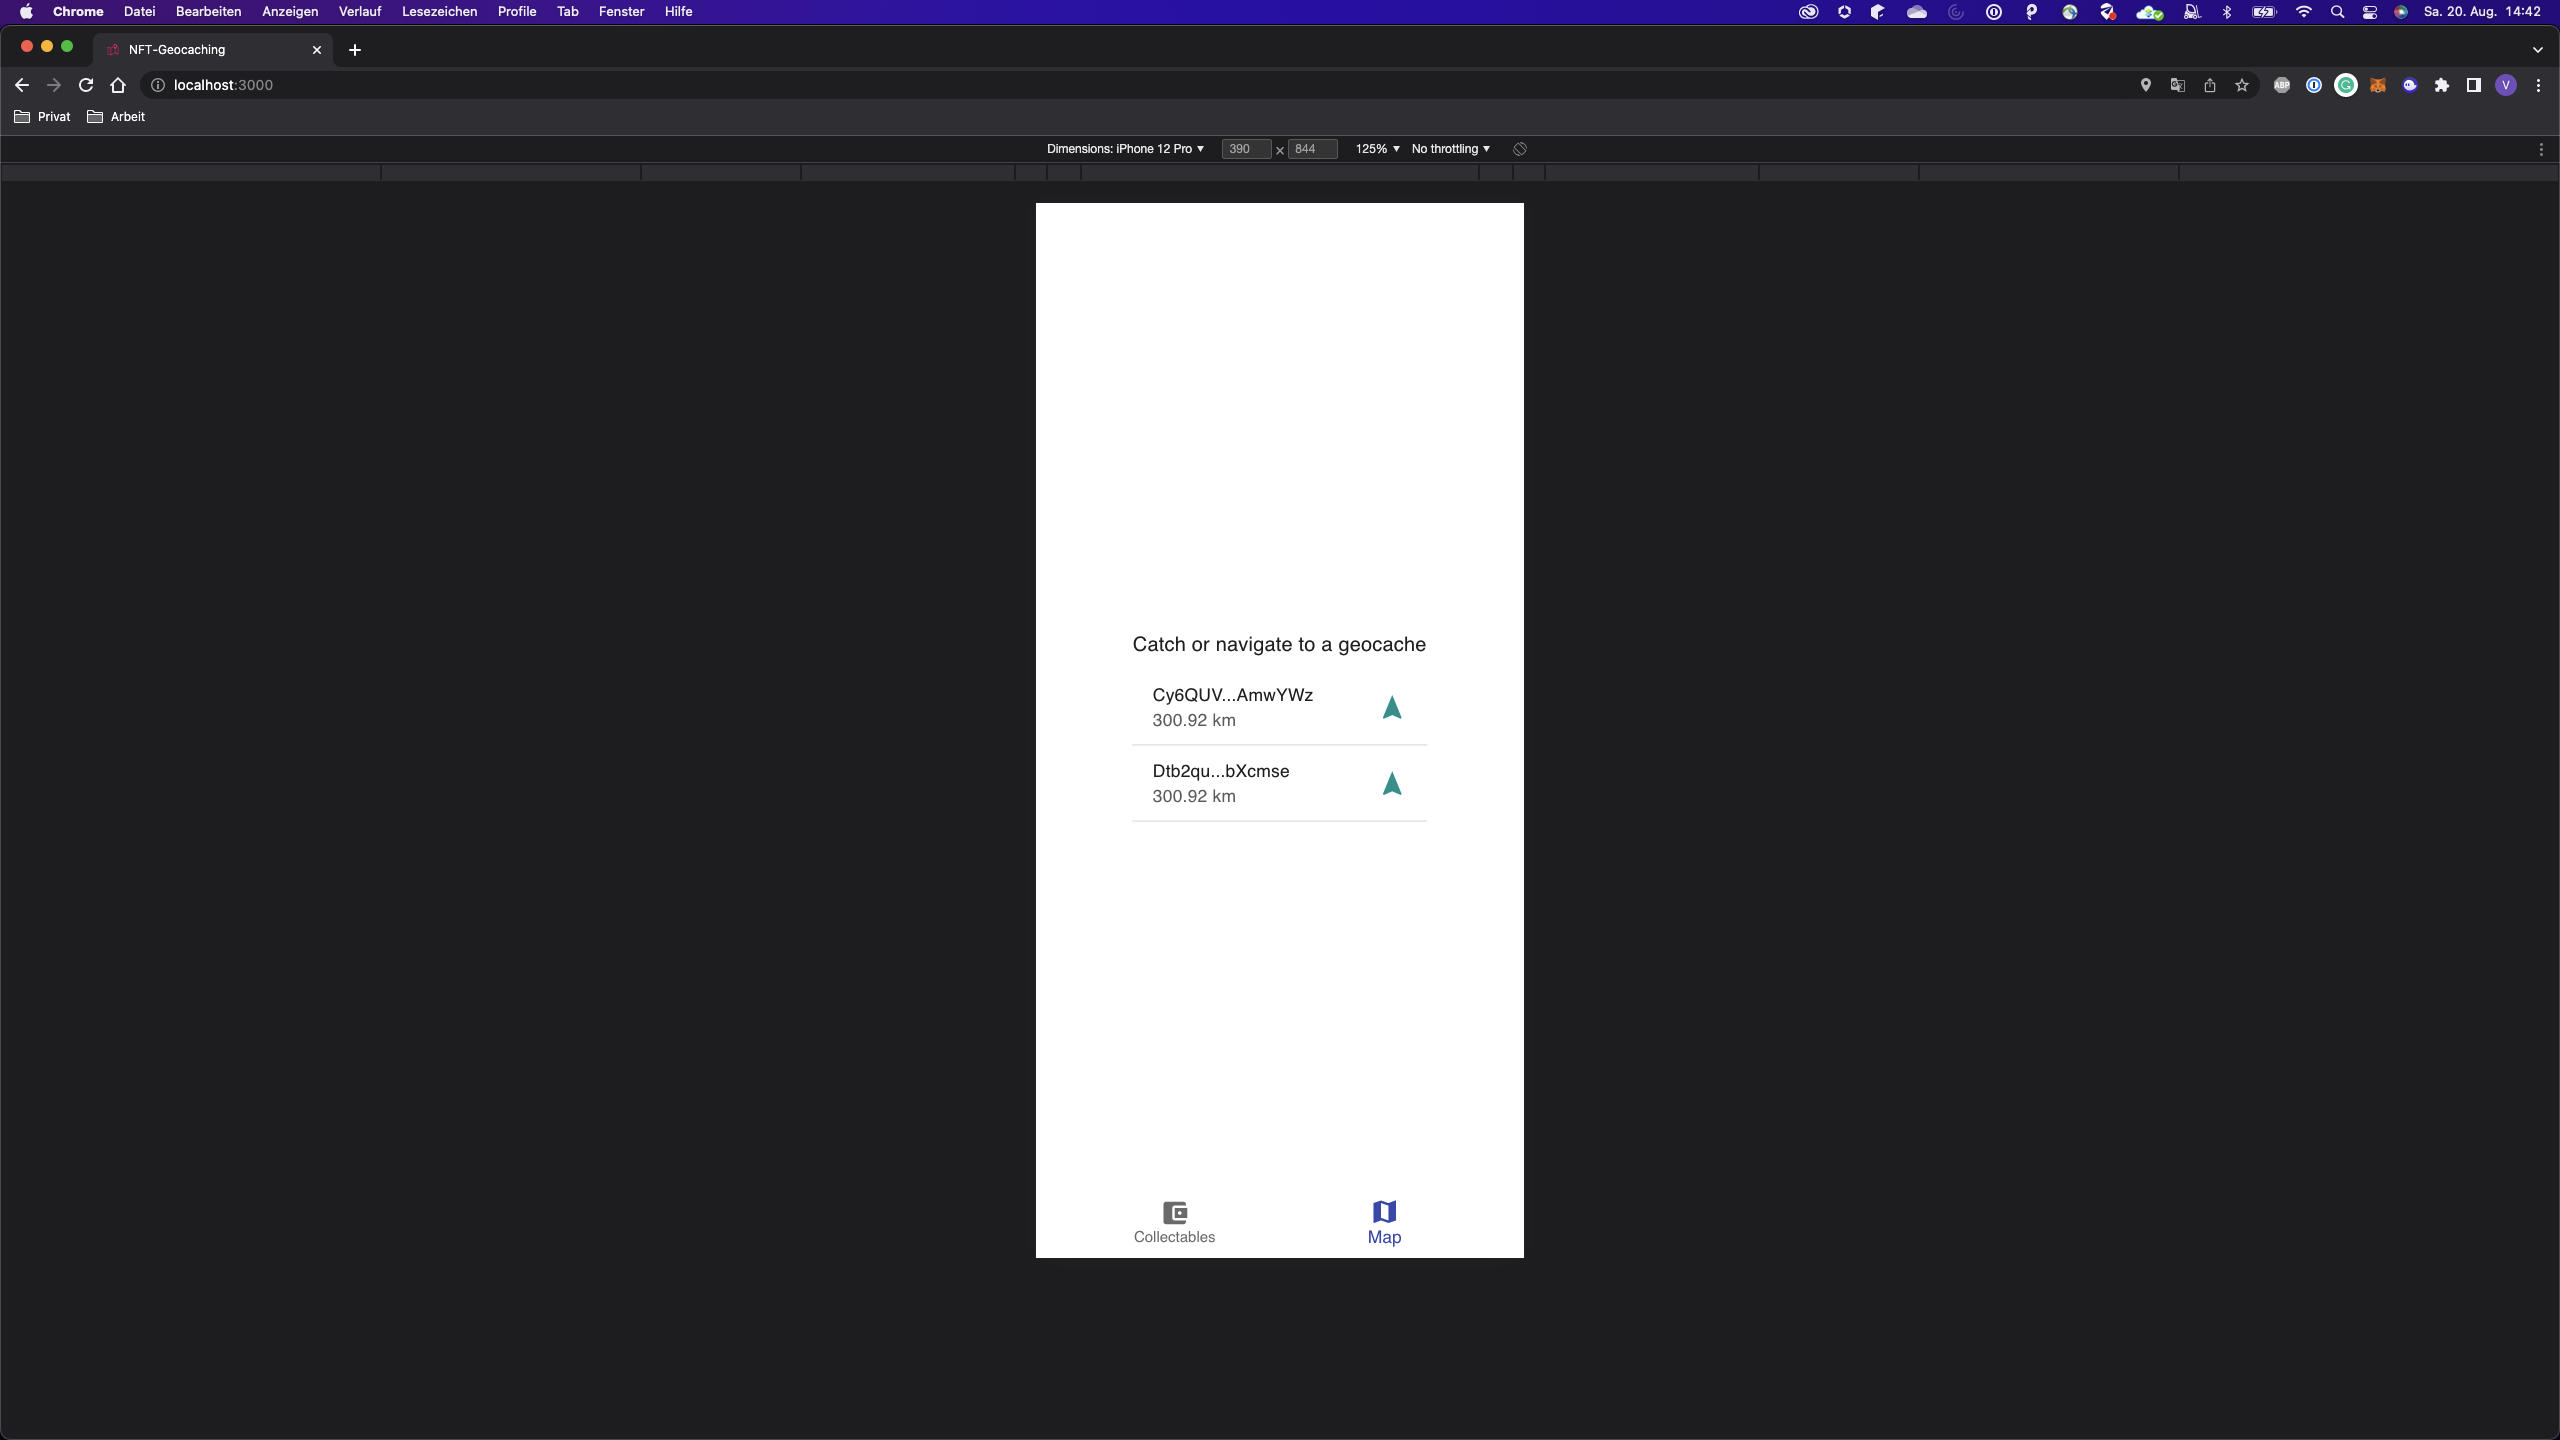 Chrome Datei Bearbeiten Anzeigen Verlauf Lesezeichen Profile Tab Fenster Hilfe Sa. 20. Aug. 14:42
NFT-Geocaching
localhost:3000
ABP
V
Privat Arbeit
Dimensions: iPhone 12 Pro 390 × 844 125% No throttling
Catch or navigate to a geocache
Cy6QUV...AmwYWz
300.92 km
Dtb2qu...bXcmse
300.92 km
Collectables Map